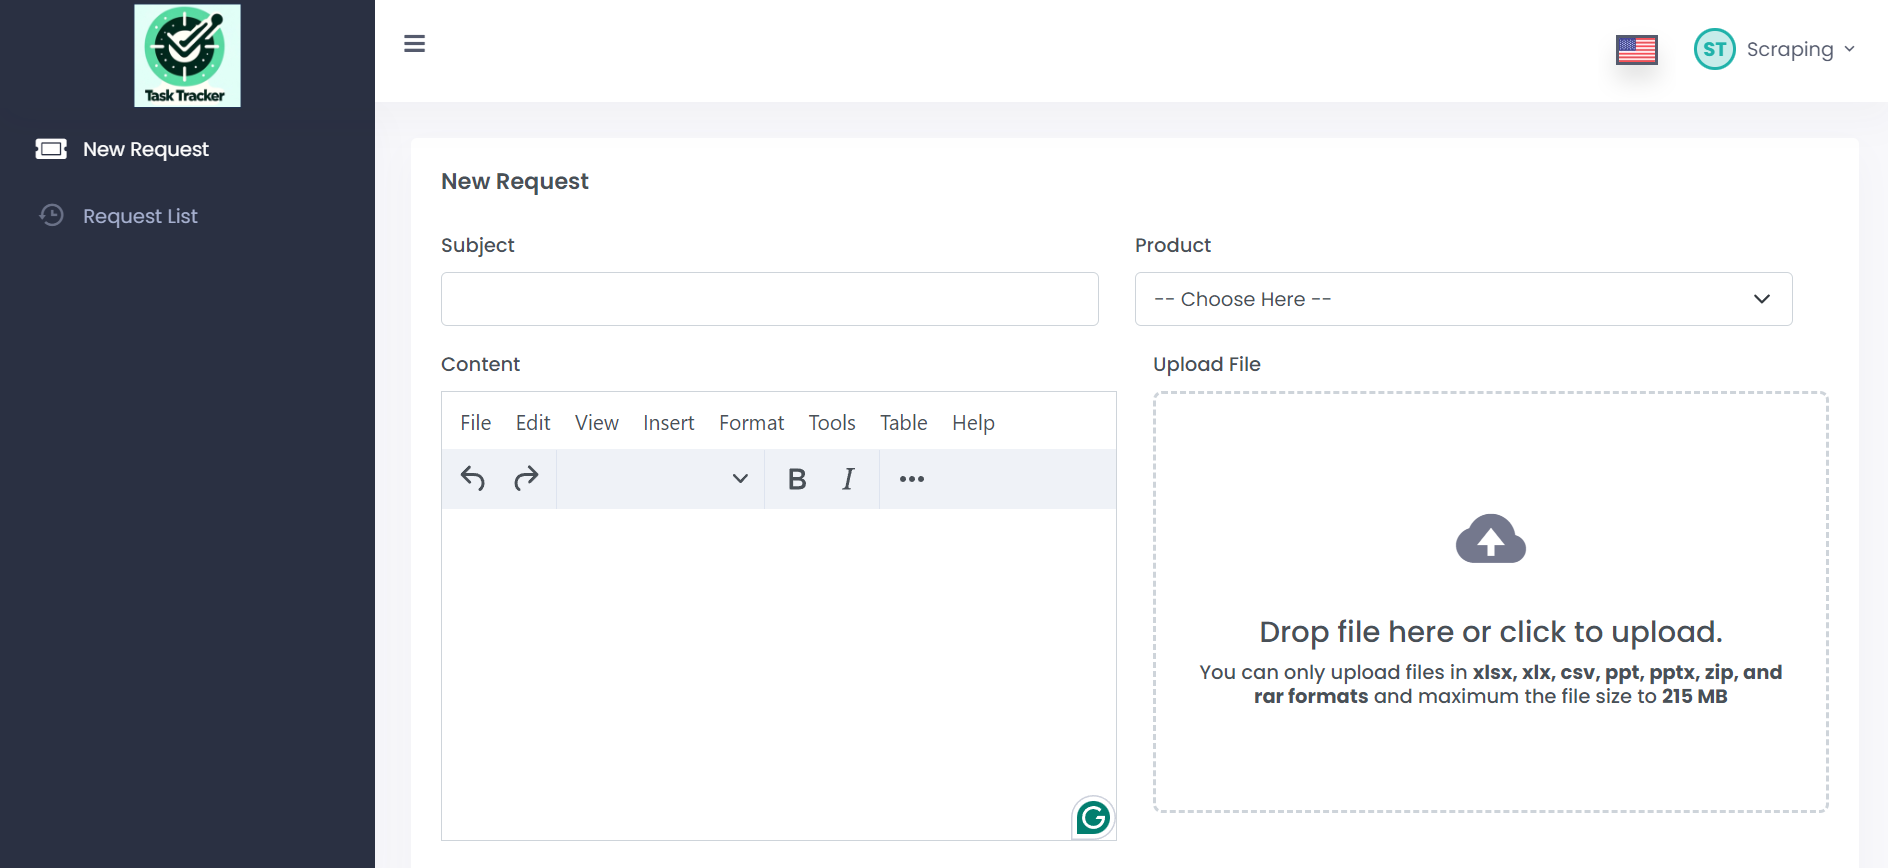 Task Tracker
New Request
Request List
ST Scraping
New Request
Subject
Product
-- Choose Here --
Content
File Edit View Insert Format Tools Table Help
B I
Upload File
Drop file here or click to upload.
You can only upload files in xlsx, xlx, csv, ppt, pptx, zip, and
rar formats and maximum the file size to 215 MB
G